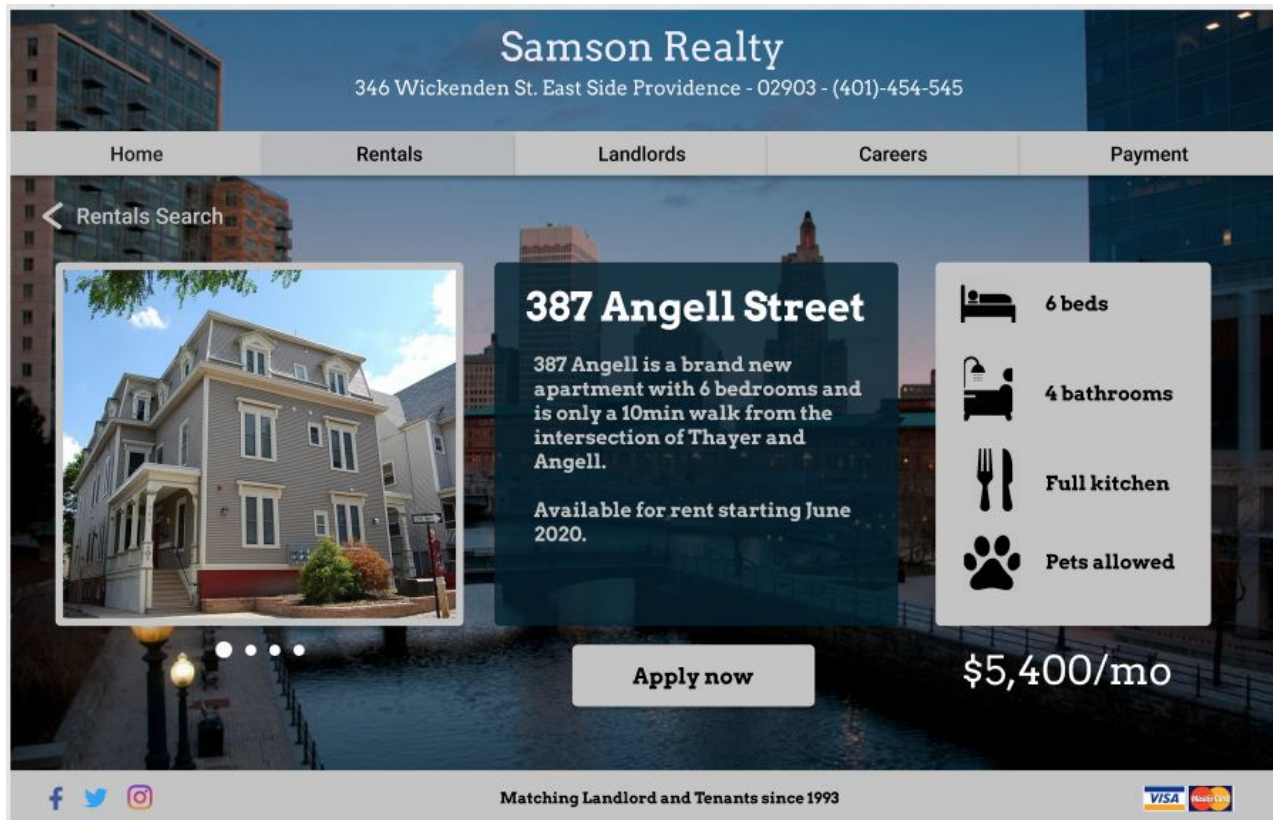 Samson Realty
346 Wickenden St. East Side Providence - 02903 - (401)-454-545
Home
Rentals
Landlords
Careers
Payment
Rentals Search
387 Angell Street
387 Angell is a brand new
apartment with 6 bedrooms and
is only a 10min walk from the
intersection of Thayer and
Angell.
Available for rent starting June
2020.
6 beds
4 bathrooms
Full kitchen
Pets allowed
Apply now
$5,400/mo
Matching Landlord and Tenants since 1993
VISA
MasterCard